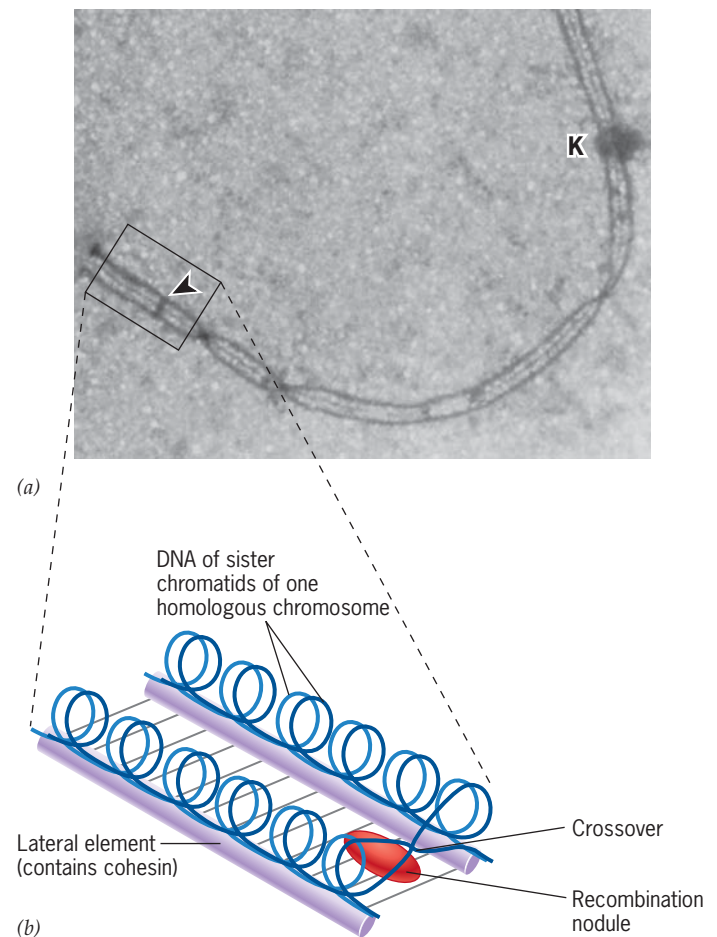 K
(a)
DNA of sister
chromatids of one
homologous chromosome
Lateral element
(contains cohesin)
Crossover
Recombination
nodule
(b)